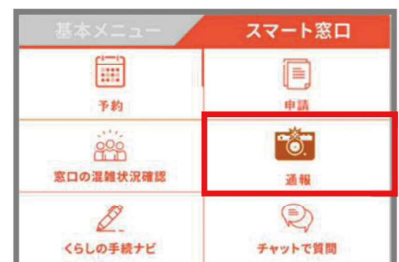 基本メニュー
スマート窓口
予約
申請
窓口の混雑状況確認
通報
くらしの手続ナビ
チャットで質問